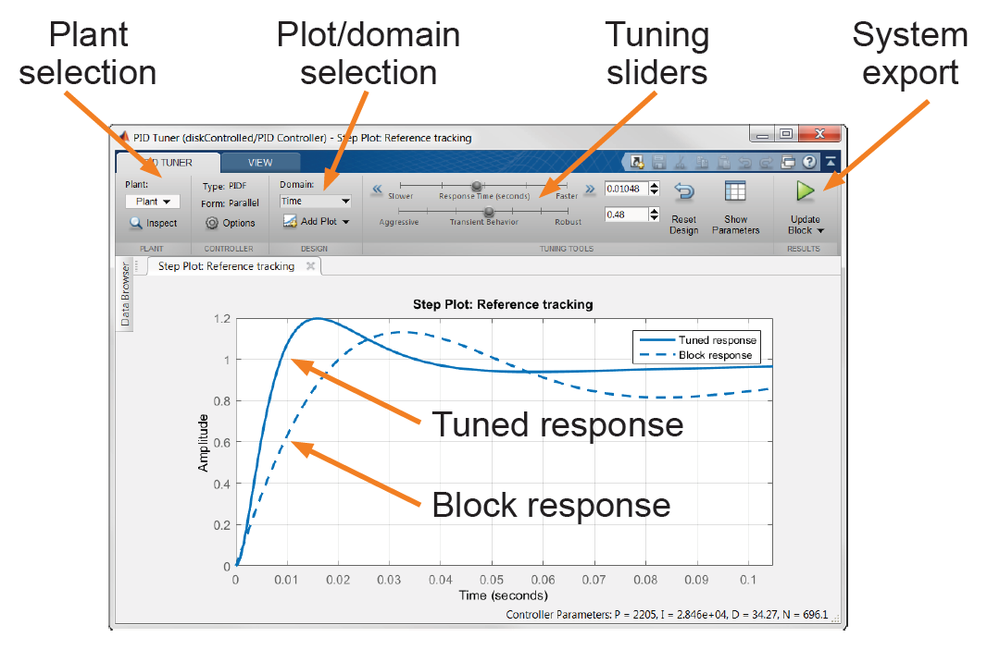 Plant
selection
Plot/domain
selection
Tuning
sliders
System
export
PID Tuner (diskControlled/PID Controller) - Step Plot: Reference tracking
PID TUNER
VIEW
Plant:
Plant
Inspect
PLANT
Type: PIDF
Form: Parallel
Options
CONTROLLER
Domain:
Time
Add Plot
DESIGN
Slower
Response Time (seconds)
Faster
0.01048
Aggressive
Transient Behavior
Robust
0.48
Reset
Design
Show
Parameters
TUNING TOOLS
Update
Block
RESULTS
Data Browser
Step Plot: Reference tracking
Step Plot: Reference tracking
Tuned response
Block response
Amplitude
1.2
1
0.8
0.6
0.4
0.2
0
Tuned response
Block response
0 0.01 0.02 0.03 0.04 0.05 0.06 0.07 0.08 0.09 0.1
Time (seconds)
Controller Parameters: P = 2205, I = 2.846e+04, D = 34.27, N = 696.1